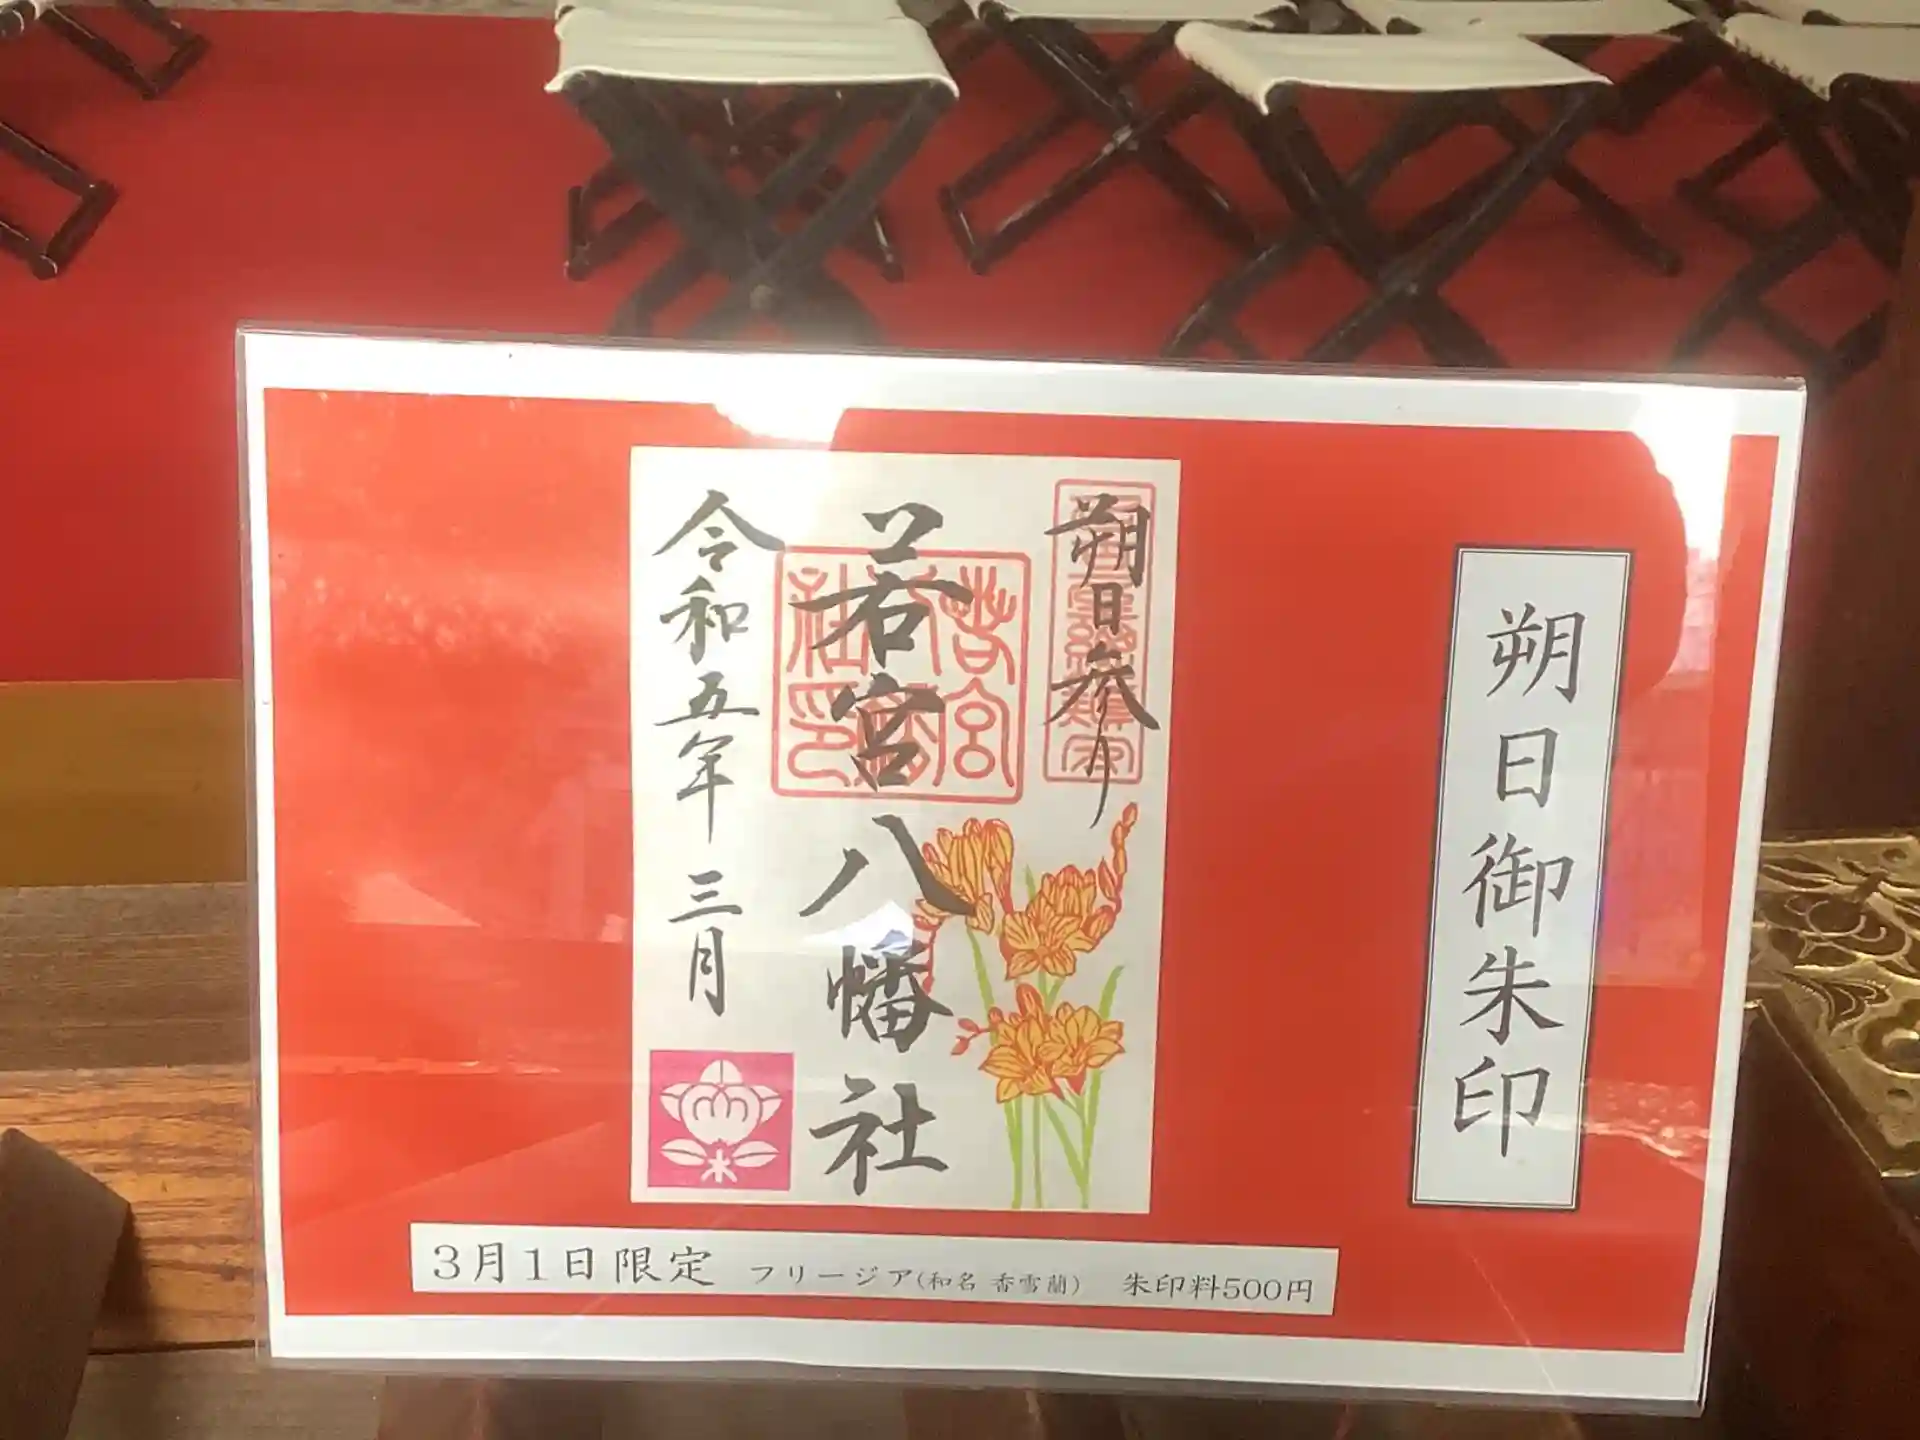 朔日御朱印
朔日参り
若宮八幡社
令和五年三月
3月1日限定 フリージア(和名 香雪蘭) 朱印料500円